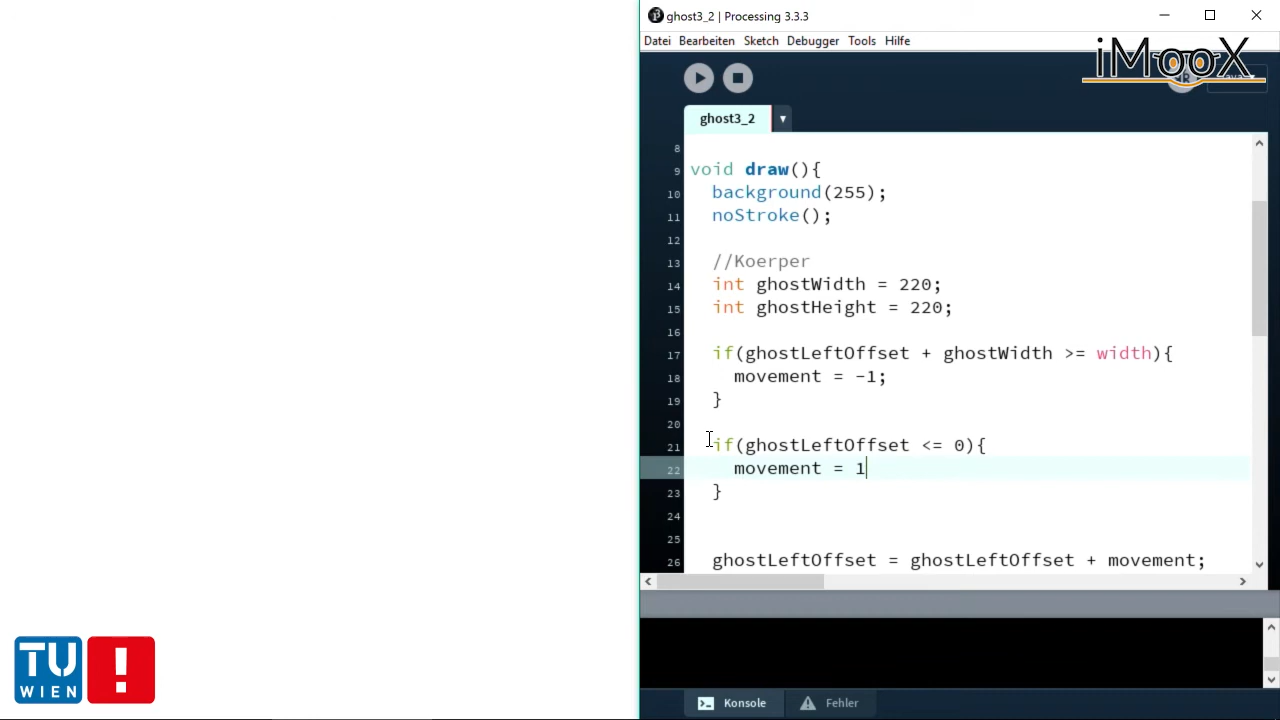 ghost3_2 | Processing 3.3.3
Datei Bearbeiten Sketch Debugger Tools Hilfe
iMooX
ghost3_2
8
9 void draw(){
10 background(255);
11 noStroke();
12
13 //Koerper
14 int ghostWidth = 220;
15 int ghostHeight = 220;
16
17 if(ghostLeftOffset + ghostWidth >= width){
18 movement = -1;
19 }
20
21 if(ghostLeftOffset <= 0){
22 movement = 1
23 }
24
25
26 ghostLeftOffset = ghostLeftOffset + movement;
TU
WIEN
!
Konsole Fehler